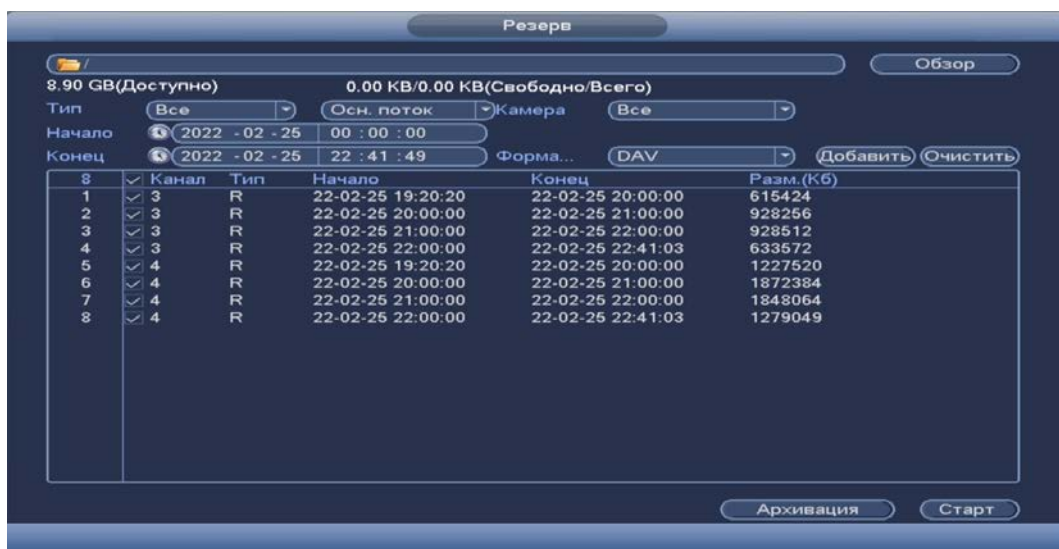 Резерв
/ Обзор
8.90 GB(Доступно) 0.00 KB/0.00 KB(Свободно/Всего)
Тип Все Осн. поток Камера Все
Начало 2022 - 02 - 25 00 : 00 : 00
Конец 2022 - 02 - 25 22 : 41 : 49 Форма... DAV Добавить Очистить
8 Канал Тип Начало Конец Разм.(Кб)
1 3 R 22-02-25 19:20:20 22-02-25 20:00:00 615424
2 3 R 22-02-25 20:00:00 22-02-25 21:00:00 928256
3 3 R 22-02-25 21:00:00 22-02-25 22:00:00 928512
4 3 R 22-02-25 22:00:00 22-02-25 22:41:03 633572
5 4 R 22-02-25 19:20:20 22-02-25 20:00:00 1227520
6 4 R 22-02-25 20:00:00 22-02-25 21:00:00 1872384
7 4 R 22-02-25 21:00:00 22-02-25 22:00:00 1848064
8 4 R 22-02-25 22:00:00 22-02-25 22:41:03 1279049
Архивация Старт